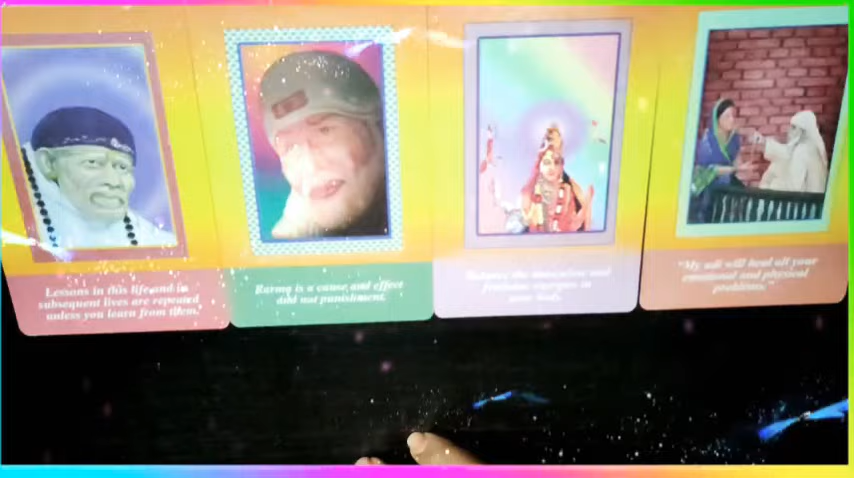 Lessons in this life and in
subsequent lives are repeated
unless you learn from them.
Karma is a cause and effect
and not punishment.
Balance the masculine and
feminine energies in
your body.
"My udi will heal all your
emotional and physical
problems."